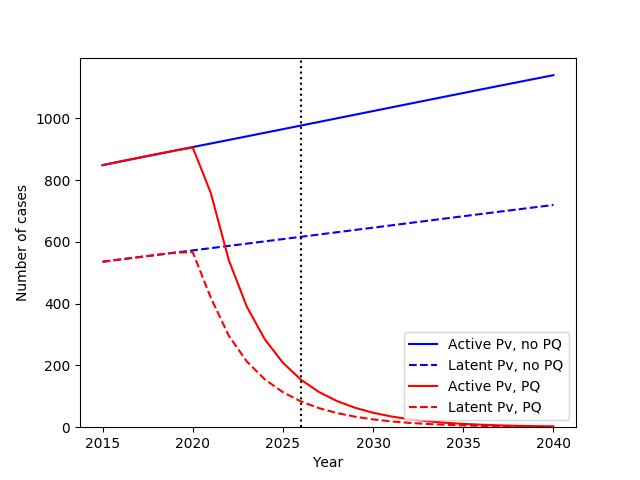 1000
800
600
400
200
0
Number of cases
2015 2020 2025 2030 2035 2040
Year
Active Pv, no PQ
Latent Pv, no PQ
Active Pv, PQ
Latent Pv, PQ